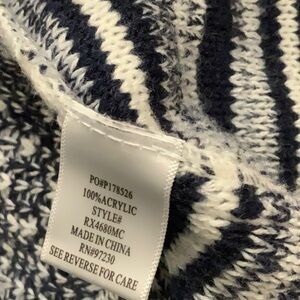 PO#P178526
100%ACRYLIC
STYLE#
RX4680MC
MADE IN CHINA
RN#97230
SEE REVERSE FOR CARE